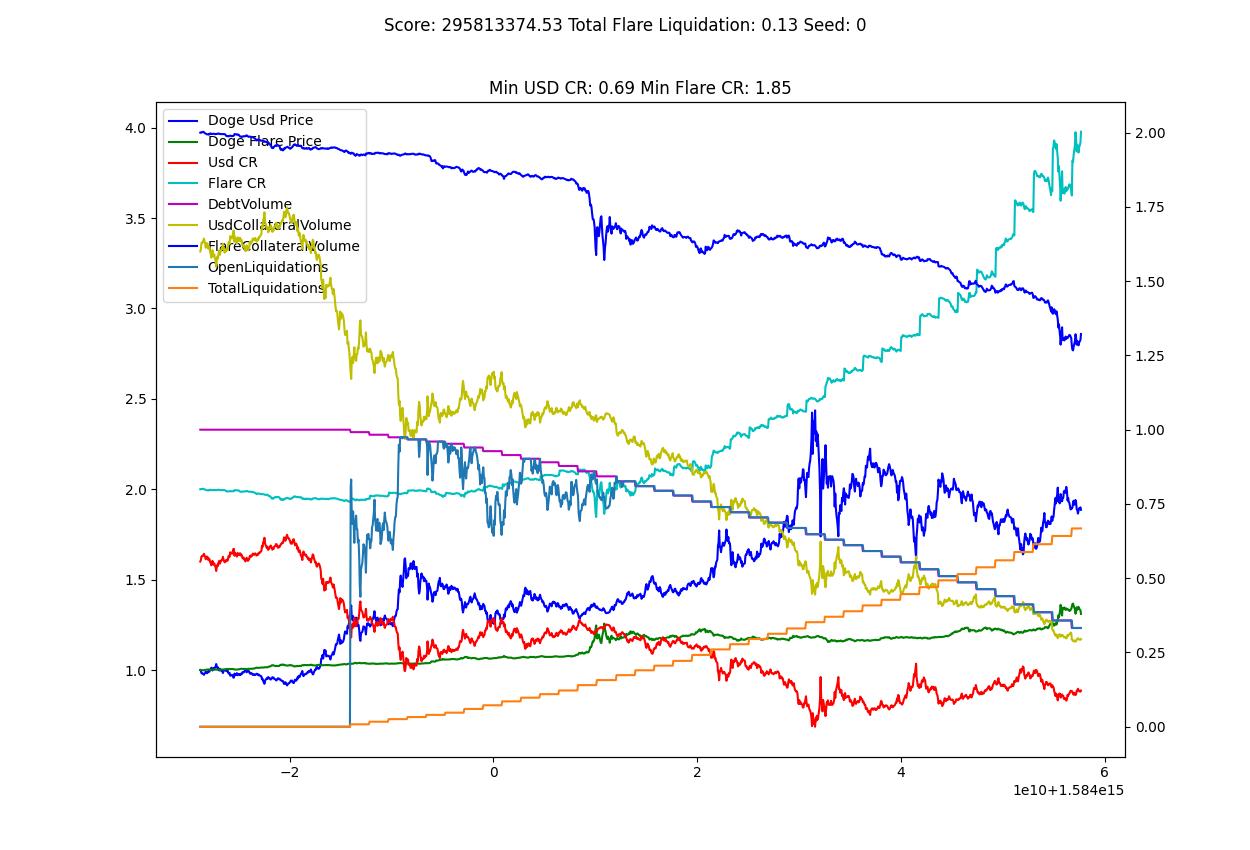 Score: 295813374.53 Total Flare Liquidation: 0.13 Seed: 0
Min USD CR: 0.69 Min Flare CR: 1.85
Doge Usd Price
Doge Flare Price
Usd CR
Flare CR
DebtVolume
UsdCollateralVolume
FlareCollateralVolume
OpenLiquidations
TotalLiquidations
4.0
3.5
3.0
2.5
2.0
1.5
1.0
2.00
1.75
1.50
1.25
1.00
0.75
0.50
0.25
0.00
−2
0
2
4
6
1e10+1.584e15